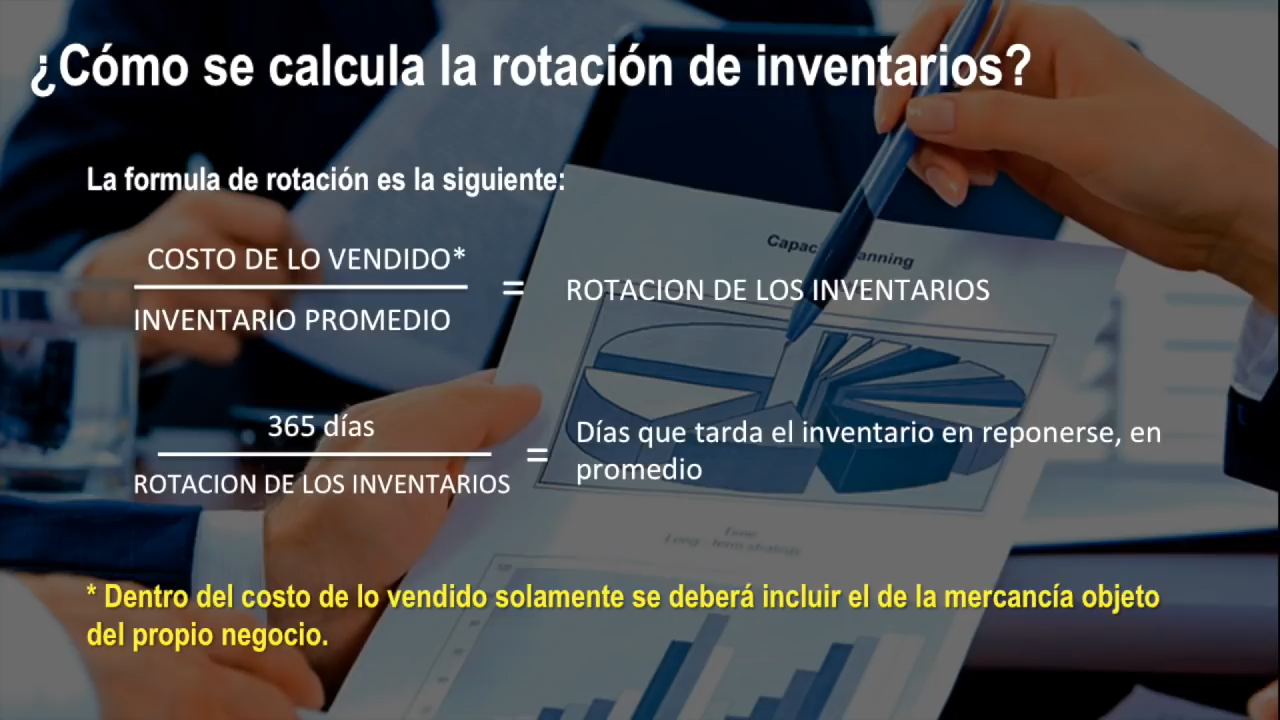 ¿Cómo se calcula la rotación de inventarios?
La formula de rotación es la siguiente:
COSTO DE LO VENDIDO*
INVENTARIO PROMEDIO
=
ROTACION DE LOS INVENTARIOS
365 días
ROTACION DE LOS INVENTARIOS
=
Días que tarda el inventario en reponerse, en
promedio
* Dentro del costo de lo vendido solamente se deberá incluir el de la mercancía objeto
del propio negocio.